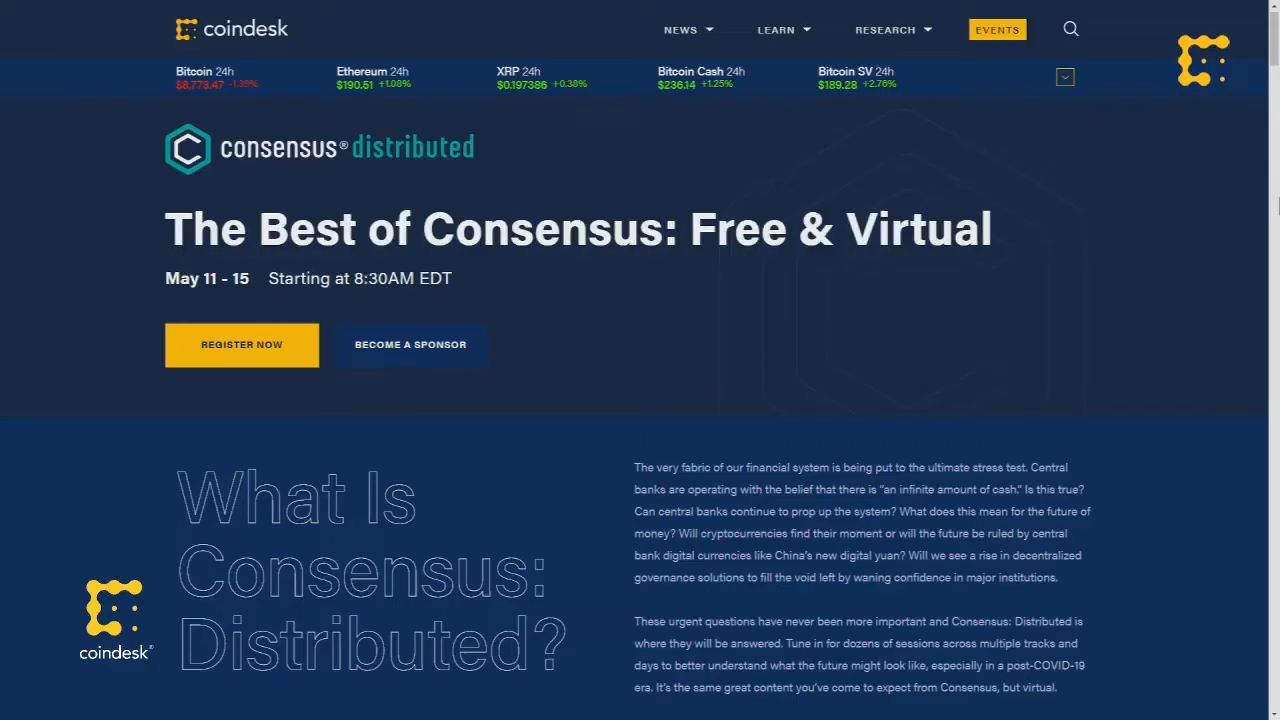 coindesk
NEWS LEARN RESEARCH EVENTS
Bitcoin 24h Ethereum 24h XRP 24h Bitcoin Cash 24h Bitcoin SV 24h
$8,773.47 -1.39% $190.51 +1.08% $0.197386 +0.38% $236.14 +1.25% $189.28 +2.76%
consensus® distributed
The Best of Consensus: Free & Virtual
May 11 - 15 Starting at 8:30AM EDT
REGISTER NOW BECOME A SPONSOR
What Is
Consensus:
Distributed?
The very fabric of our financial system is being put to the ultimate stress test. Central
banks are operating with the belief that there is "an infinite amount of cash." Is this true?
Can central banks continue to prop up the system? What does this mean for the future of
money? Will cryptocurrencies find their moment or will the future be ruled by central
bank digital currencies like China's new digital yuan? Will we see a rise in decentralized
governance solutions to fill the void left by waning confidence in major institutions.
These urgent questions have never been more important and Consensus: Distributed is
where they will be answered. Tune in for dozens of sessions across multiple tracks and
days to better understand what the future might look like, especially in a post-COVID-19
era. It's the same great content you've come to expect from Consensus, but virtual.
coindesk®